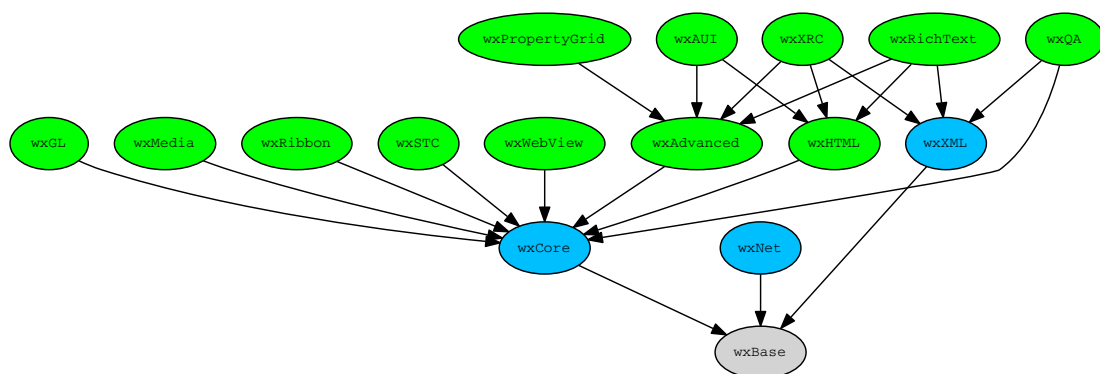 wxPropertyGrid
wxAUI
wxXRC
wxRichText
wxQA
wxGL
wxMedia
wxRibbon
wxSTC
wxWebView
wxAdvanced
wxHTML
wxXML
wxCore
wxNet
wxBase